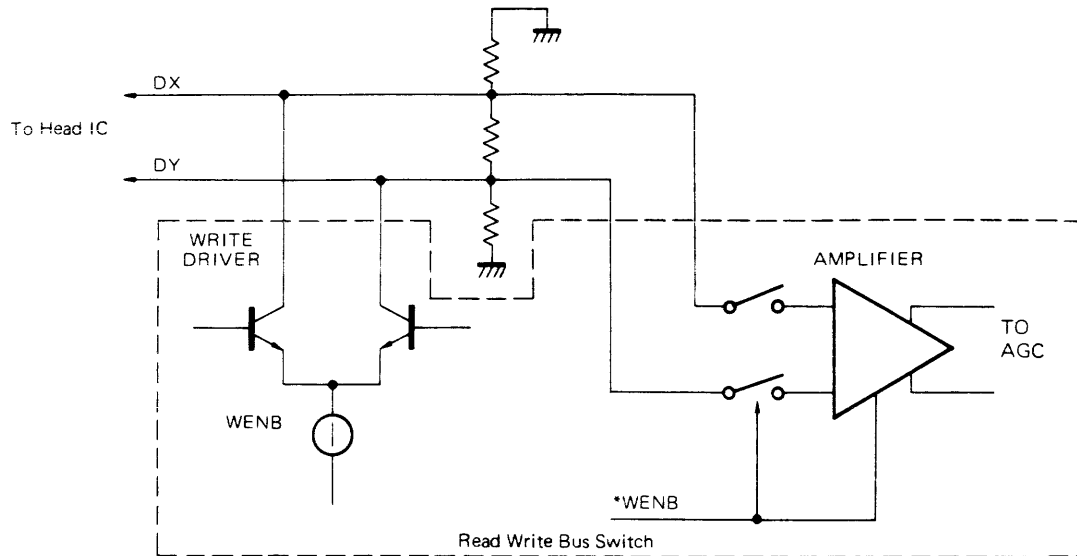 DX
To Head IC
DY
WRITE
DRIVER
AMPLIFIER
TO
AGC
WENB
*WENB
Read Write Bus Switch